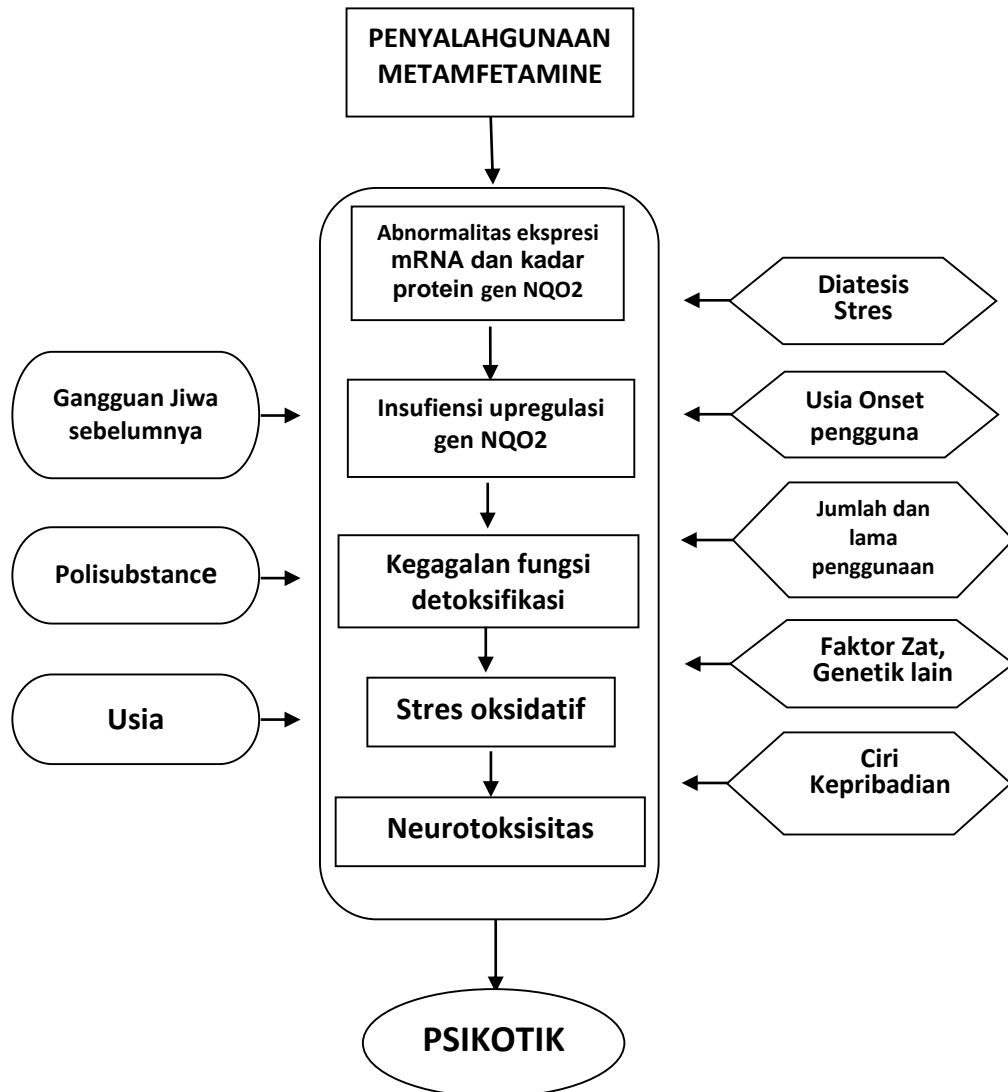 PENYALAHGUNAAN
METAMFETAMINE
Abnormalitas ekspresi
mRNA dan kadar
protein gen NQO2
Diatesis
Stres
Gangguan Jiwa
sebelumnya
Insufiensi upregulasi
gen NQO2
Usia Onset
pengguna
Jumlah dan
lama
penggunaan
Polisubstance
Kegagalan fungsi
detoksifikasi
Faktor Zat,
Genetik lain
Usia
Stres oksidatif
Ciri
Kepribadian
Neurotoksisitas
PSIKOTIK